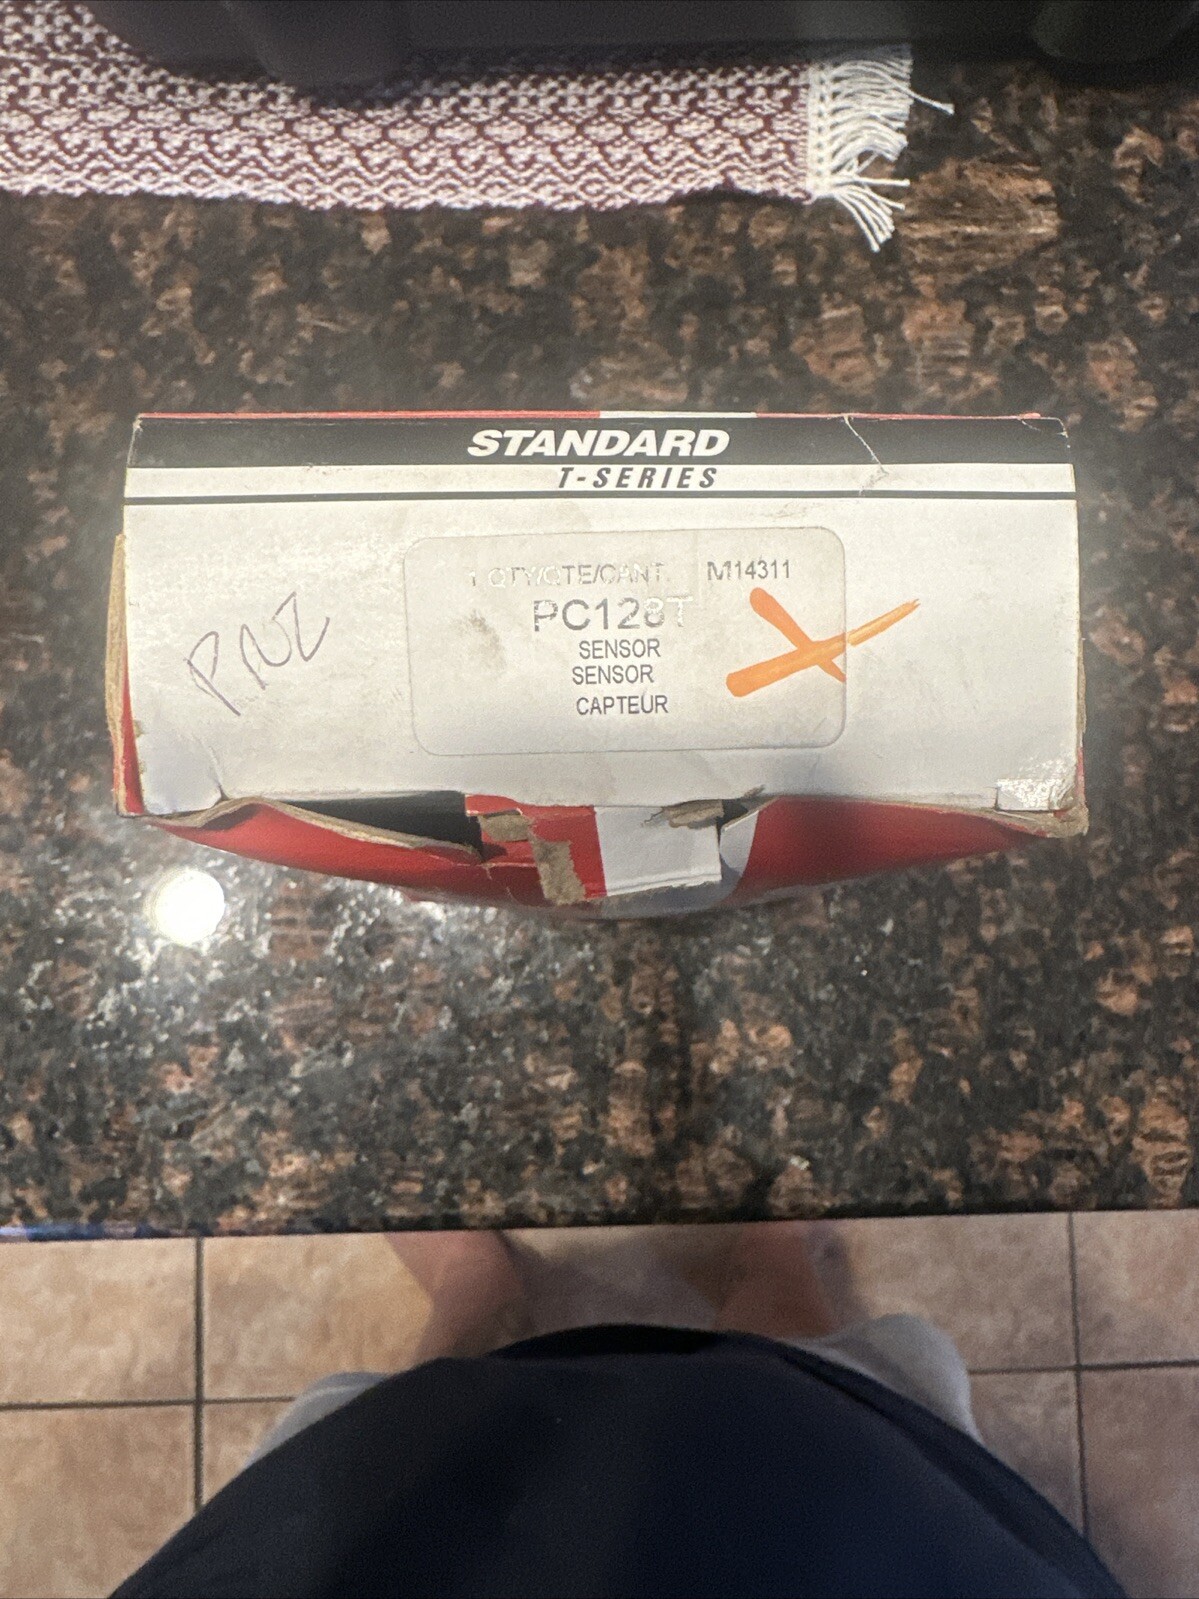 STANDARD
T-SERIES
1 QTY/QTE/CANT. M14311
PC128T
SENSOR
SENSOR
CAPTEUR